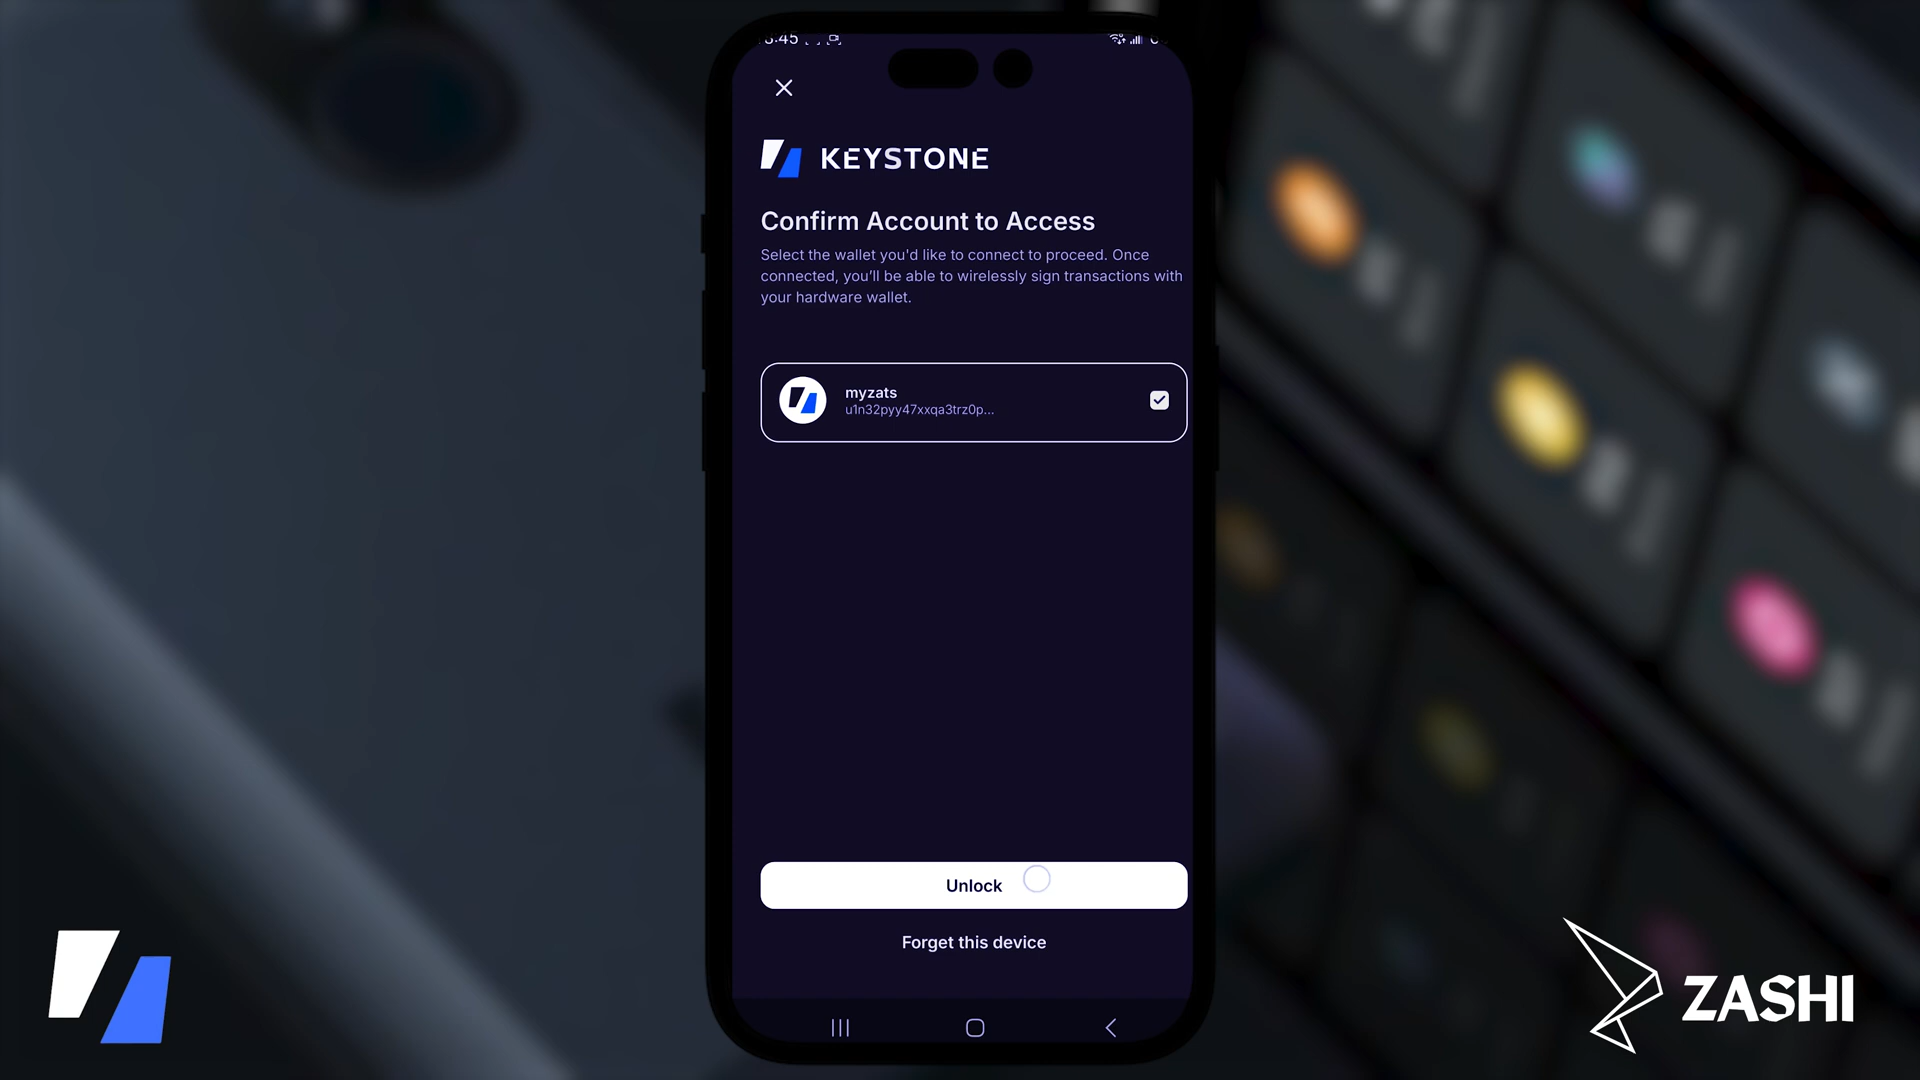 KEYSTONE
Confirm Account to Access
Select the wallet you'd like to connect to proceed. Once
connected, you'll be able to wirelessly sign transactions with
your hardware wallet.
myzats
u1n32pyy47xxqa3trz0p...
Unlock
Forget this device
ZASHI